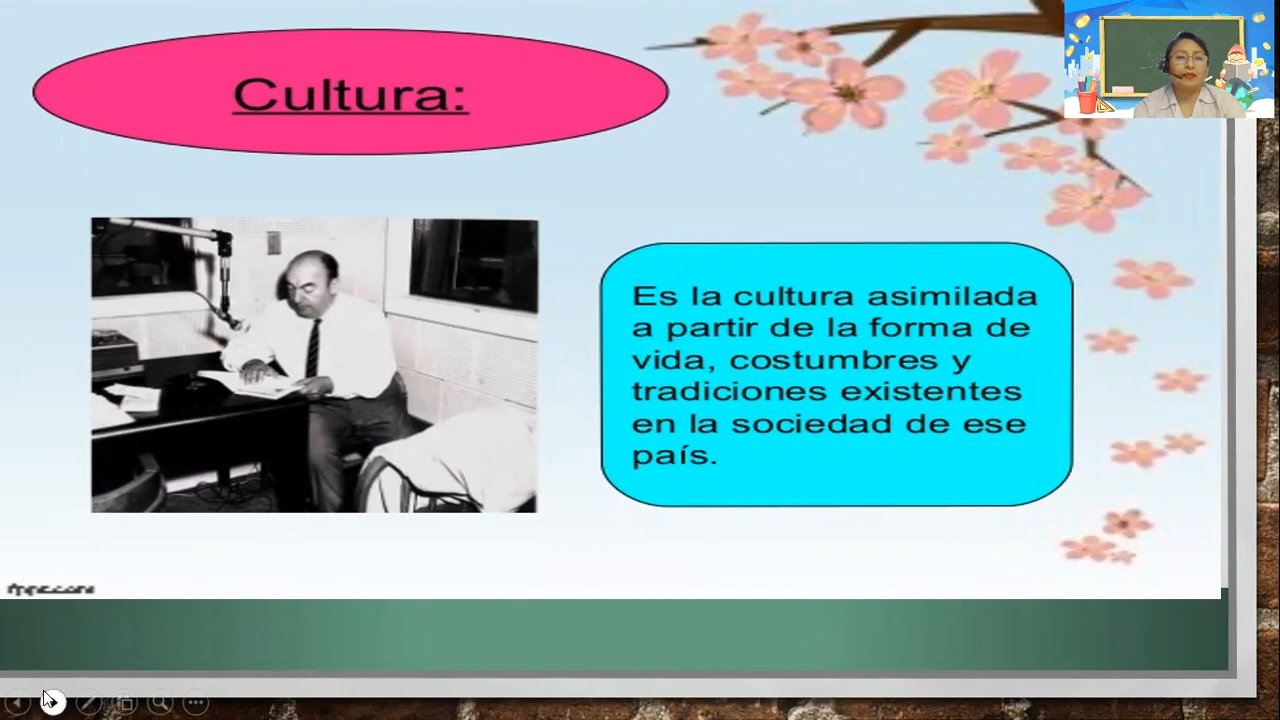 Cultura:
Es la cultura asimilada
a partir de la forma de
vida, costumbres y
tradiciones existentes
en la sociedad de ese
país.